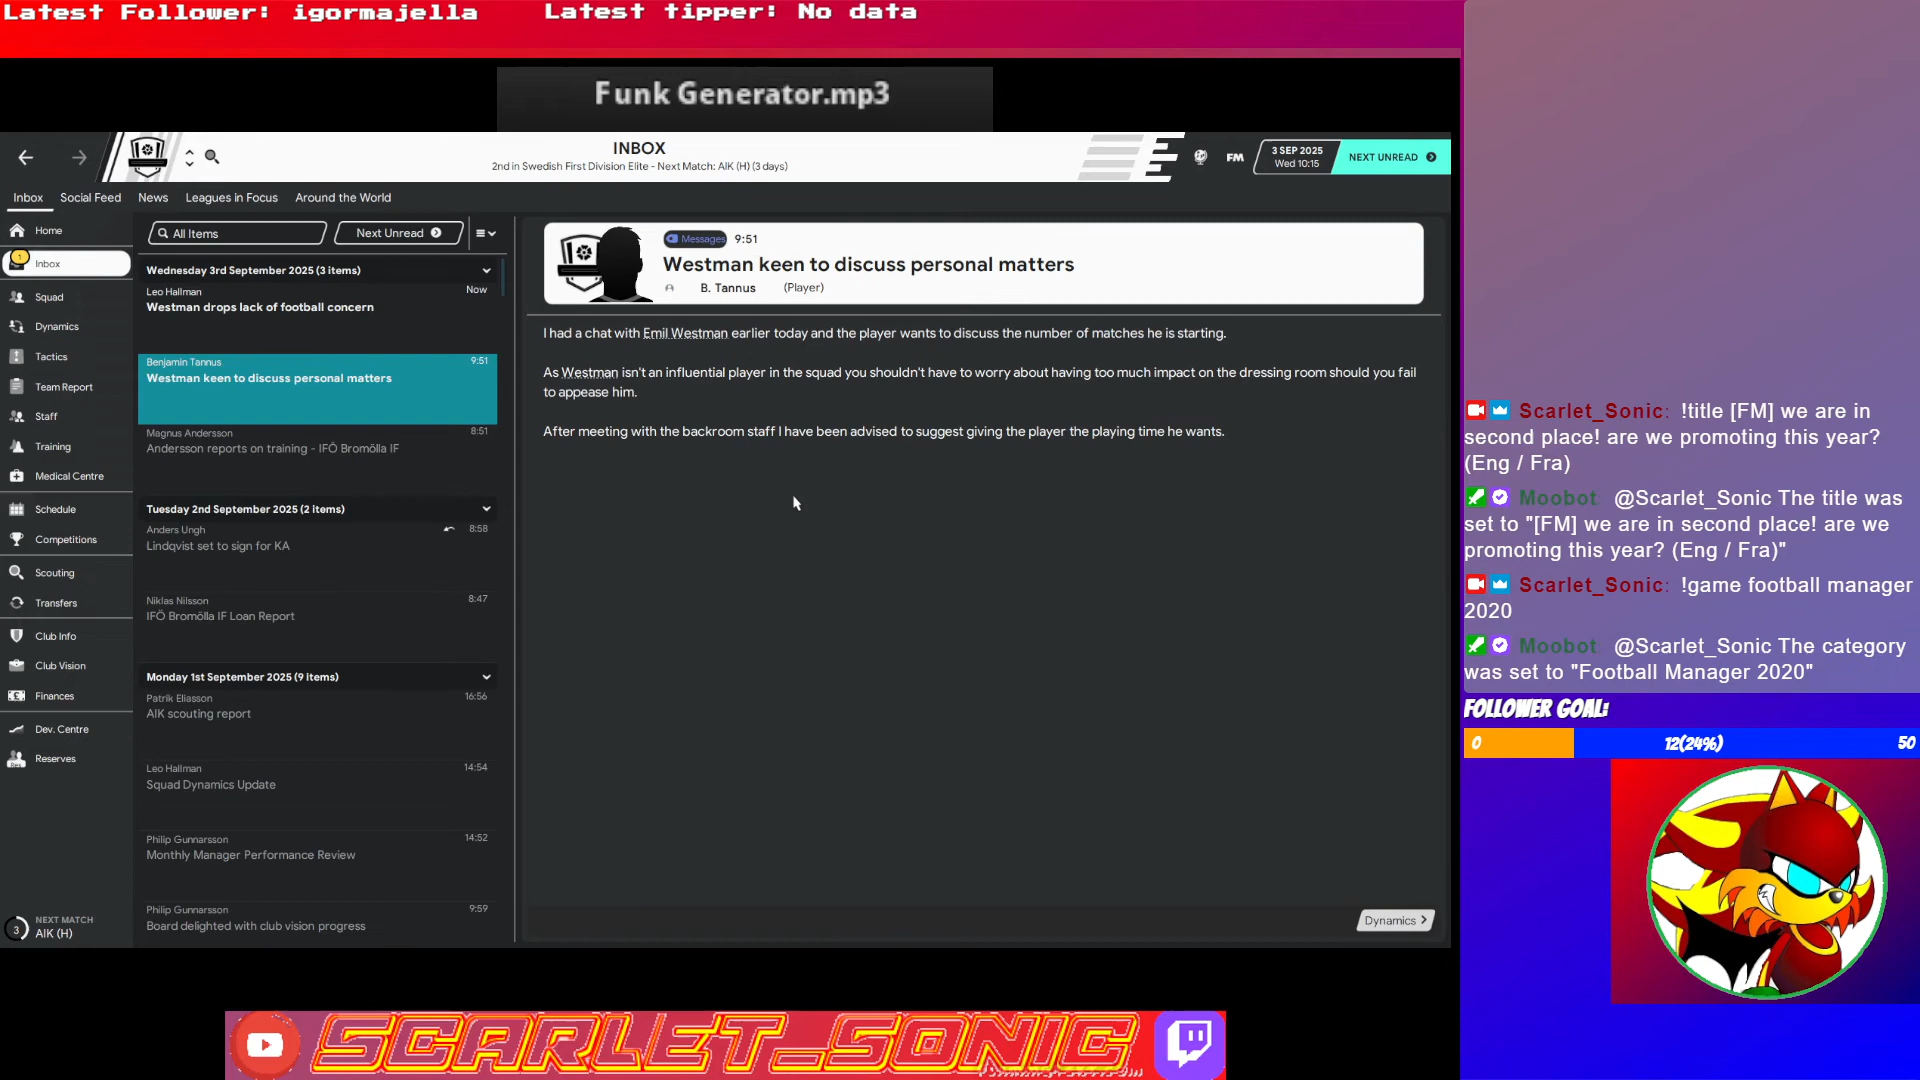 Latest Follower: igormajella
Latest tipper: No data
Funk Generator.mp3
INBOX
2nd in Swedish First Division Elite - Next Match: AIK (H) (3 days)
FM
3 SEP 2025
Wed 10:15
NEXT UNREAD
Inbox
Social Feed
News
Leagues in Focus
Around the World
Home
1
Inbox
Squad
Dynamics
Tactics
Team Report
Staff
Training
Medical Centre
Schedule
Competitions
Scouting
Transfers
Club Info
Club Vision
Finances
Dev. Centre
Reserves
3
NEXT MATCH
AIK (H)
All Items
Next Unread
Wednesday 3rd September 2025 (3 items)
Leo Hallman
Now
Westman drops lack of football concern
Benjamin Tannus
9:51
Westman keen to discuss personal matters
Magnus Andersson
8:51
Andersson reports on training - IFÖ Bromölla IF
Tuesday 2nd September 2025 (2 items)
Anders Ungh
8:58
Lindqvist set to sign for KA
Niklas Nilsson
8:47
IFÖ Bromölla IF Loan Report
Monday 1st September 2025 (9 items)
Patrik Eliasson
16:56
AIK scouting report
Leo Hallman
14:54
Squad Dynamics Update
Philip Gunnarsson
14:52
Monthly Manager Performance Review
Philip Gunnarsson
9:59
Board delighted with club vision progress
Messages
9:51
Westman keen to discuss personal matters
B. Tannus
(Player)
I had a chat with Emil Westman earlier today and the player wants to discuss the number of matches he is starting.
As Westman isn't an influential player in the squad you shouldn't have to worry about having too much impact on the dressing room should you fail
to appease him.
After meeting with the backroom staff I have been advised to suggest giving the player the playing time he wants.
Dynamics
Scarlet_Sonic: !title [FM] we are in
second place! are we promoting this year?
(Eng / Fra)
Moobot: @Scarlet_Sonic The title was
set to "[FM] we are in second place! are we
promoting this year? (Eng / Fra)"
Scarlet_Sonic: !game football manager
2020
Moobot: @Scarlet_Sonic The category
was set to "Football Manager 2020"
FOLLOWER GOAL:
0
12(24%)
50
SCARLET_SONIC